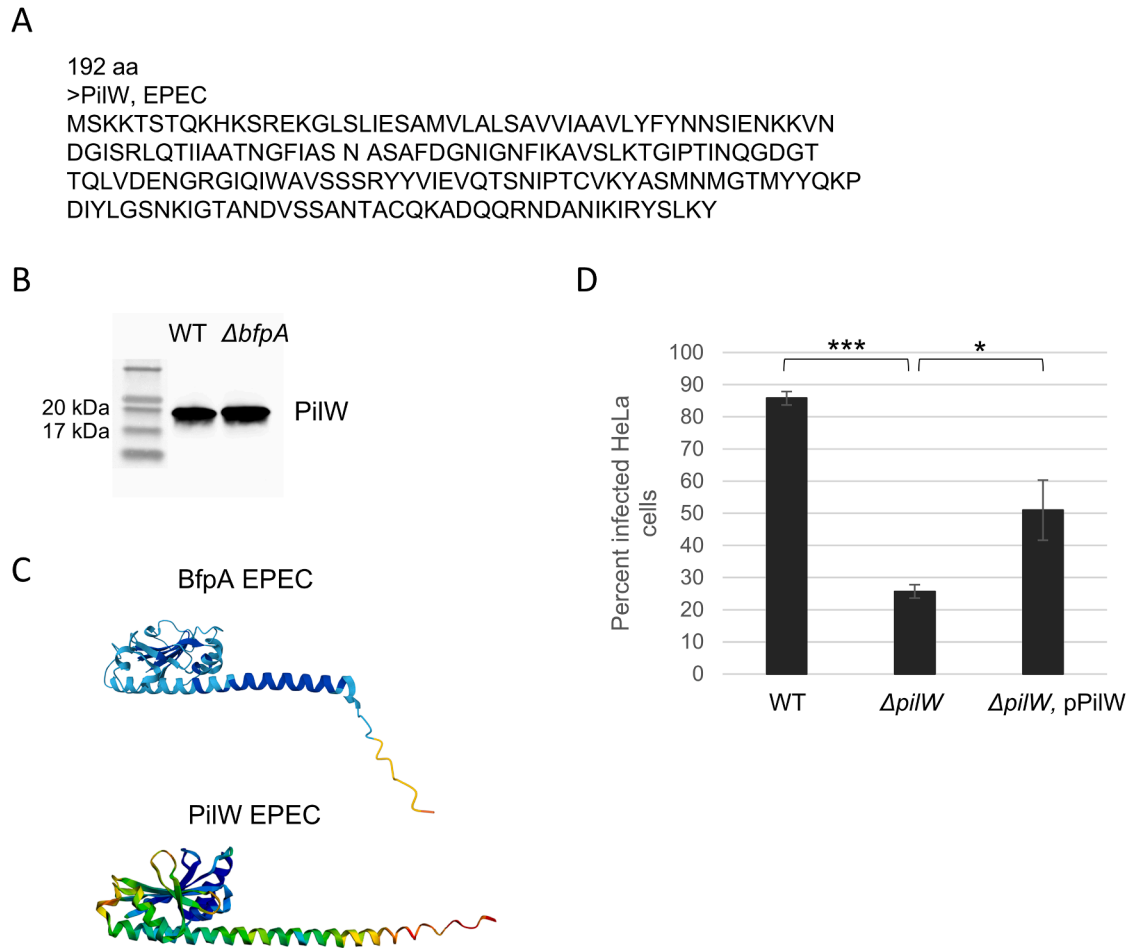 A
192 aa
>PilW, EPEC
MSKKTSTQKHKSREKGLSLIESAMVLALSAVVIAAVLYFYNNSIENKKVN
DGISRLQTIIAATNGFIAS N ASAFDGNIGNFIKAVSLKTGIPTINQGDGT
TQLVDENGRGIQIWAVSSSRYYVIEVQTSNIPTCVKYASMNMGTMYYQKP
DIYLGSNKIGTANDVSSANTACQKADQQRNDANIKIRYSLKY
B
WT ΔbfpA
20 kDa
17 kDa
PilW
C
BfpA EPEC
PilW EPEC
D
Percent infected HeLa
cells
100
90
80
70
60
50
40
30
20
10
0
***
*
WT ΔpilW ΔpilW, pPilW